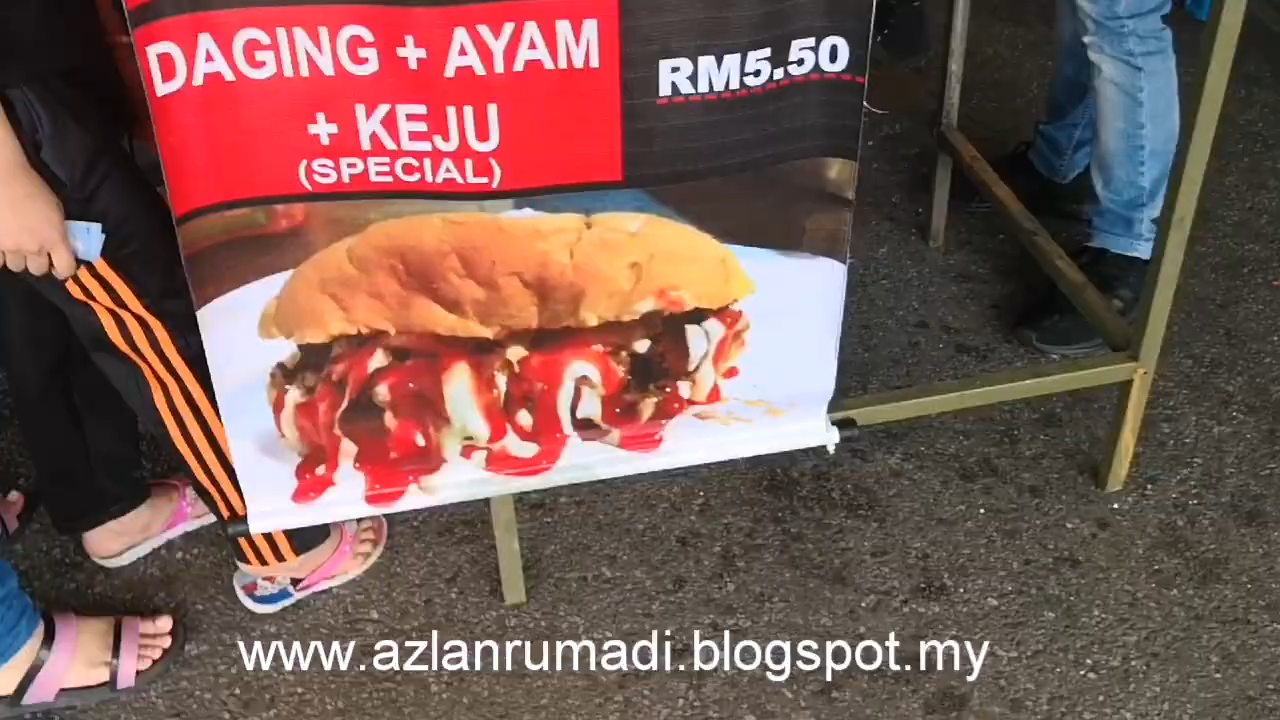 DAGING + AYAM
+ KEJU
(SPECIAL)
RM5.50
www.azlanrumadi.blogspot.my